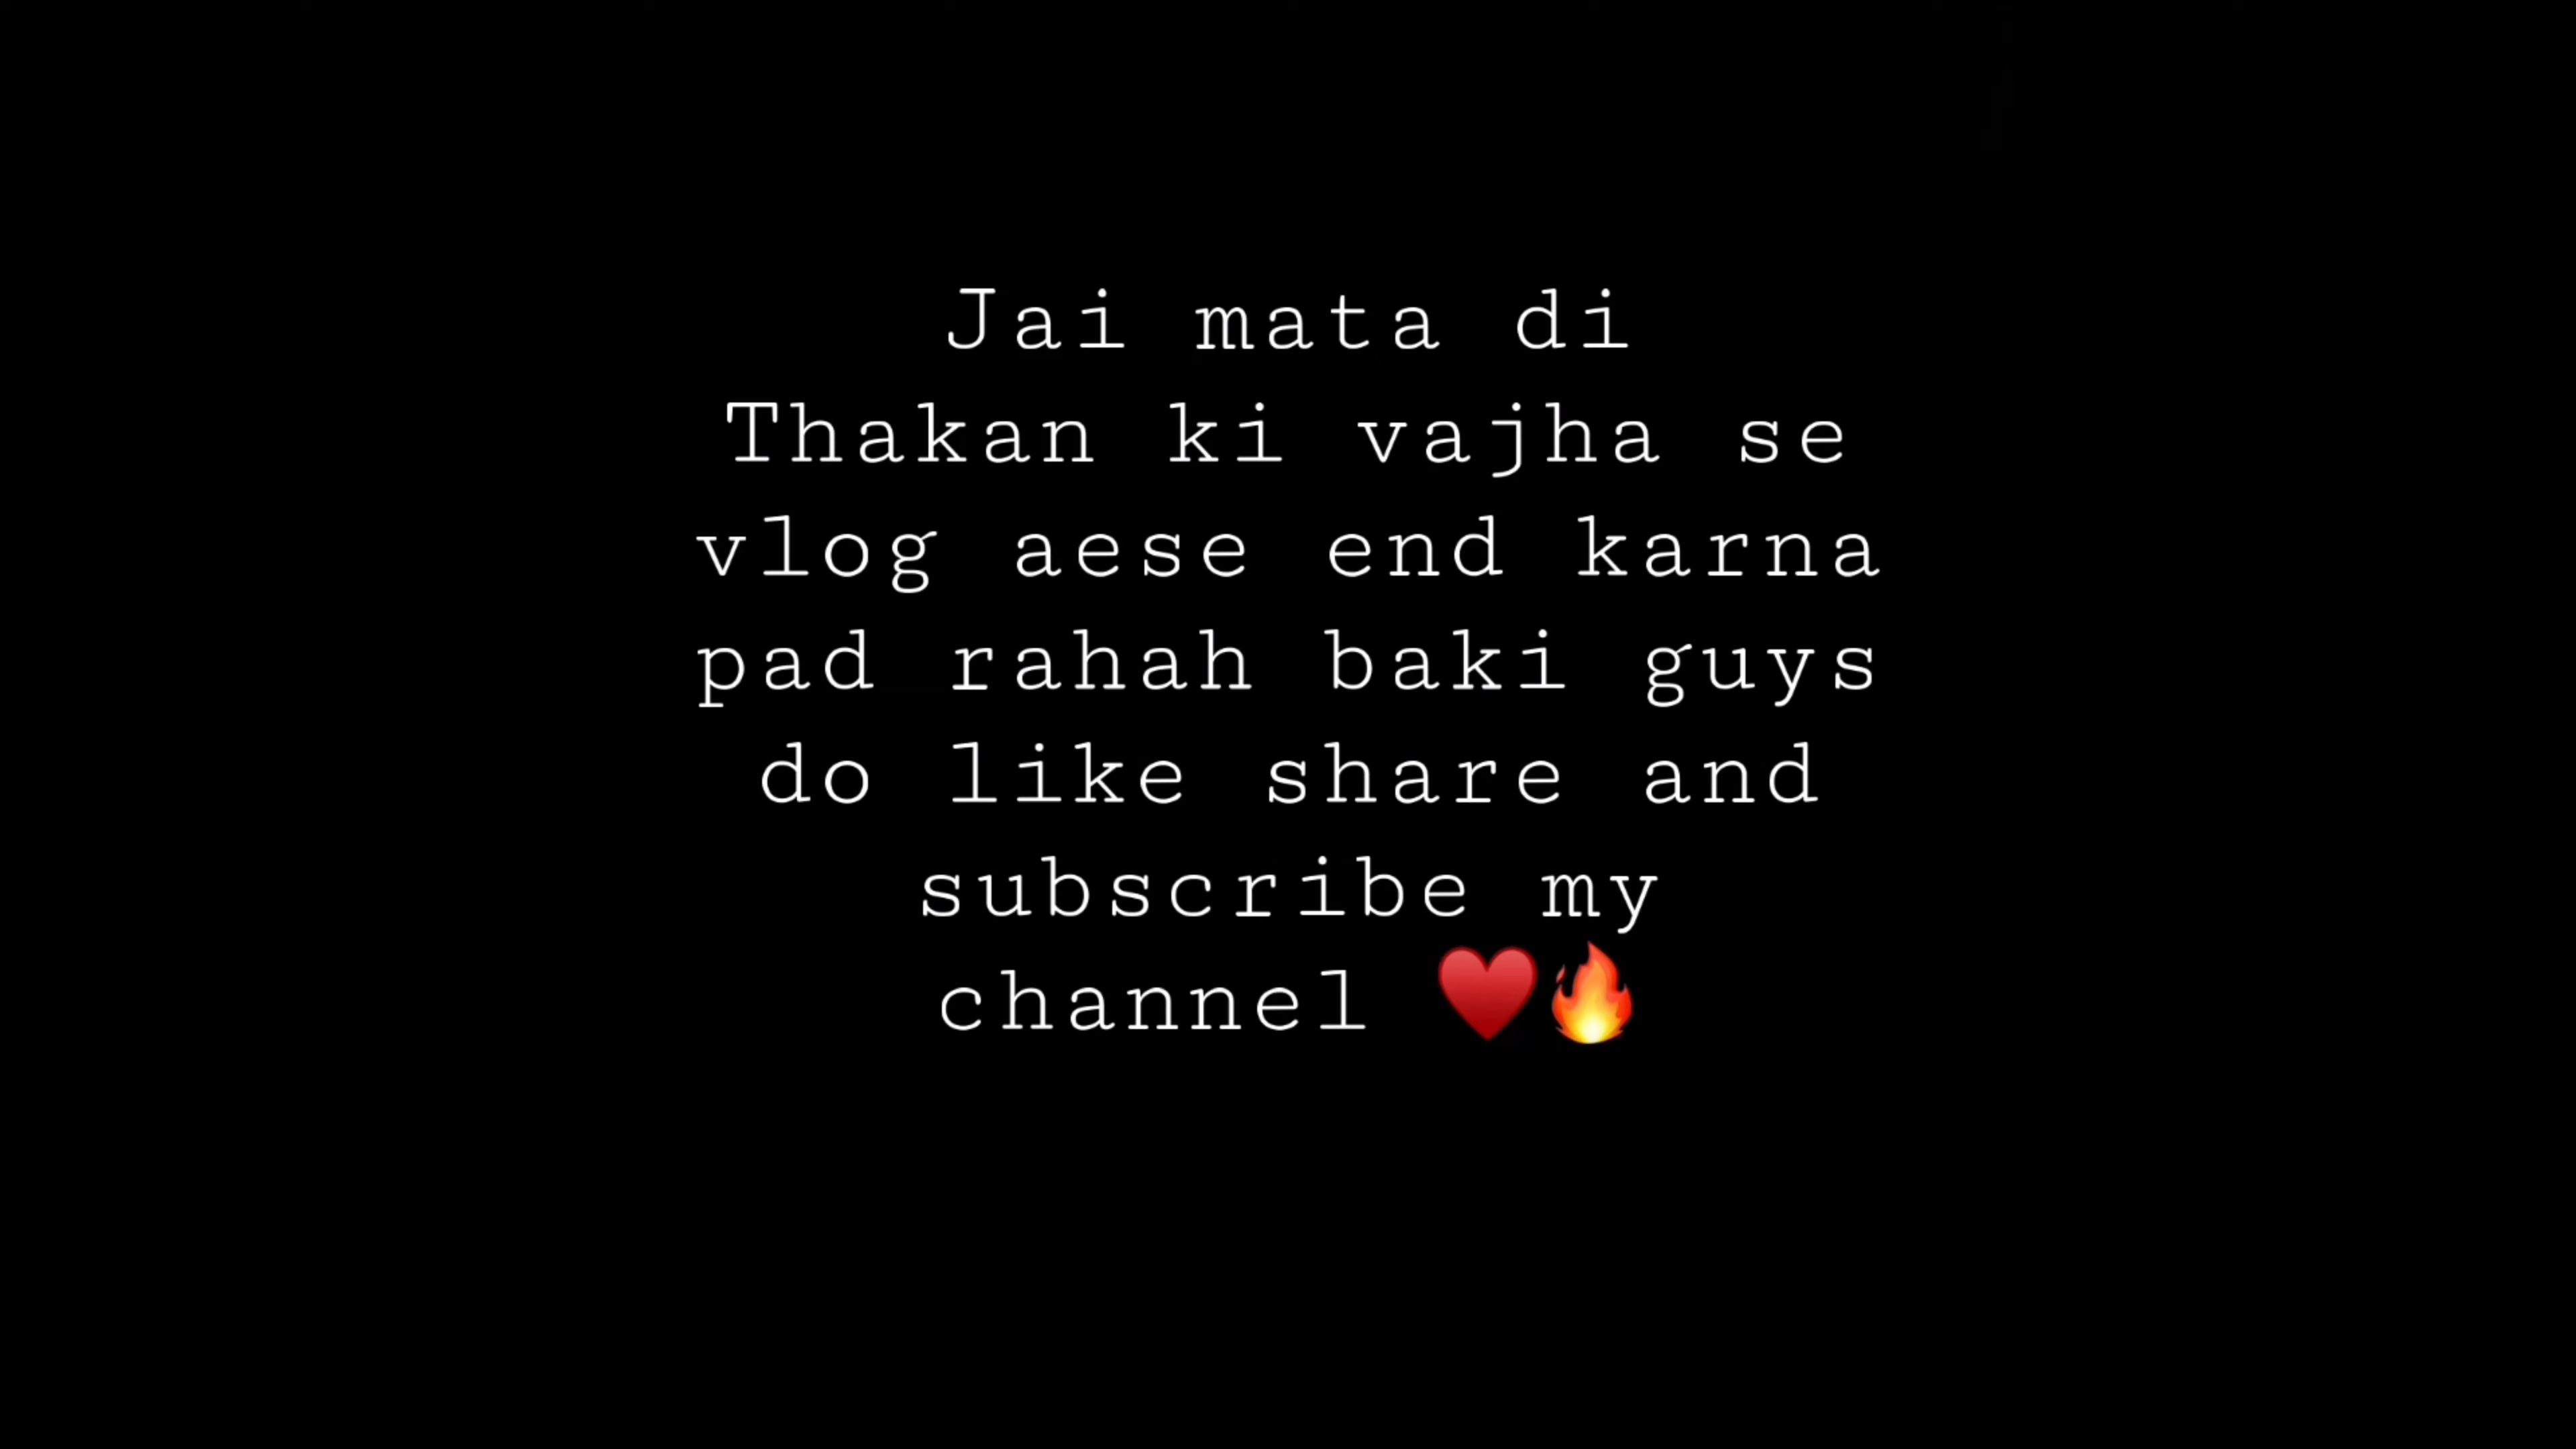 Jai mata di
Thakan ki vajha se
vlog aese end karna
pad rahah baki guys
do like share and
subscribe my
channel ♥️🔥